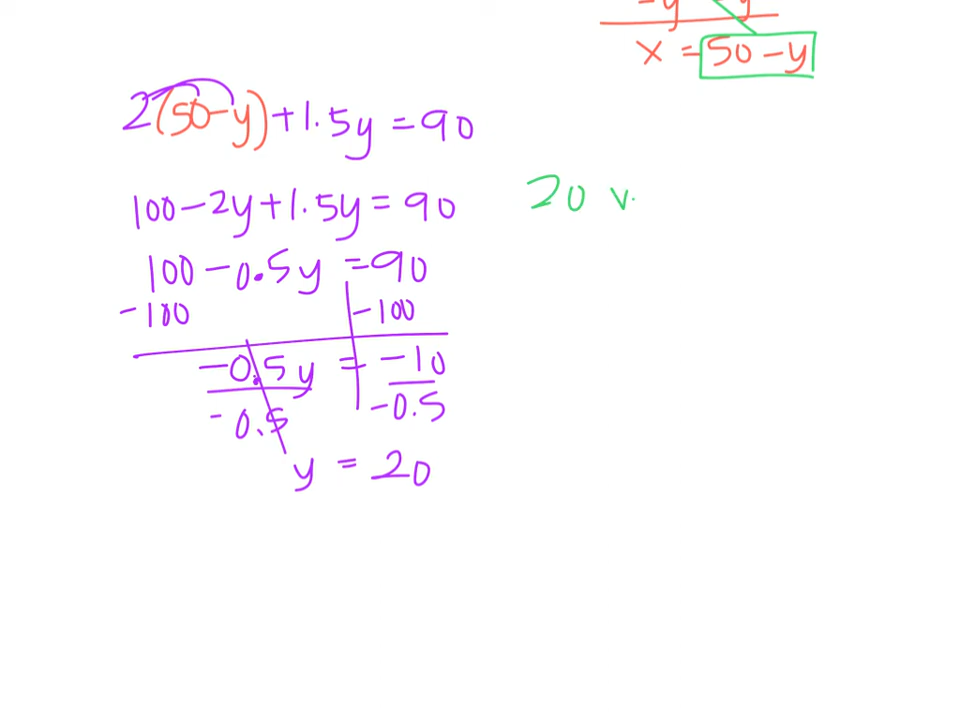 -y -y
x = 50 - y
2(50 - y) + 1.5y = 90
100 - 2y + 1.5y = 90
20 v.
100 - 0.5y = 90
-100 -100
-0.5y = -10
-0.5 -0.5
y = 20